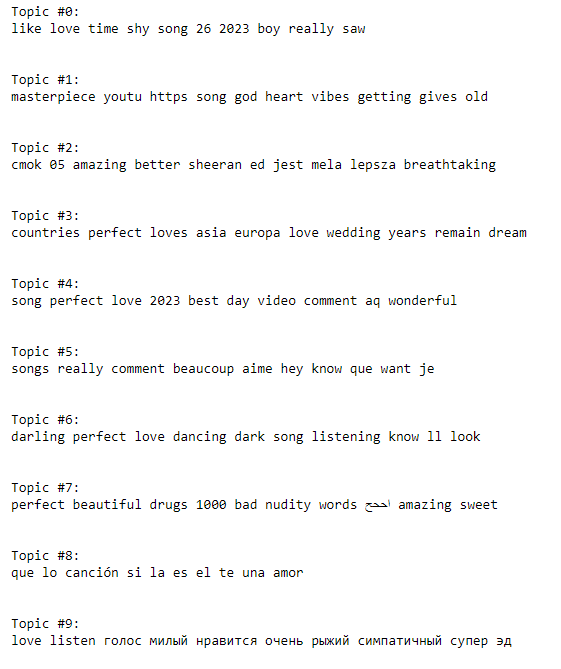 Topic #0:
like love time shy song 26 2023 boy really saw
Topic #1:
masterpiece youtu https song god heart vibes getting gives old
Topic #2:
cmok 05 amazing better sheeran ed jest mela lepsza breathtaking
Topic #3:
countries perfect loves asia europa love wedding years remain dream
Topic #4:
song perfect love 2023 best day video comment aq wonderful
Topic #5:
songs really comment beaucoup aime hey know que want je
Topic #6:
darling perfect love dancing dark song listening know ll look
Topic #7:
perfect beautiful drugs 1000 bad nudity words amazing sweet
Topic #8:
que lo canción si la es el te una amor
Topic #9:
love listen голос милый нравится очень рыжий симпатичный супер эд